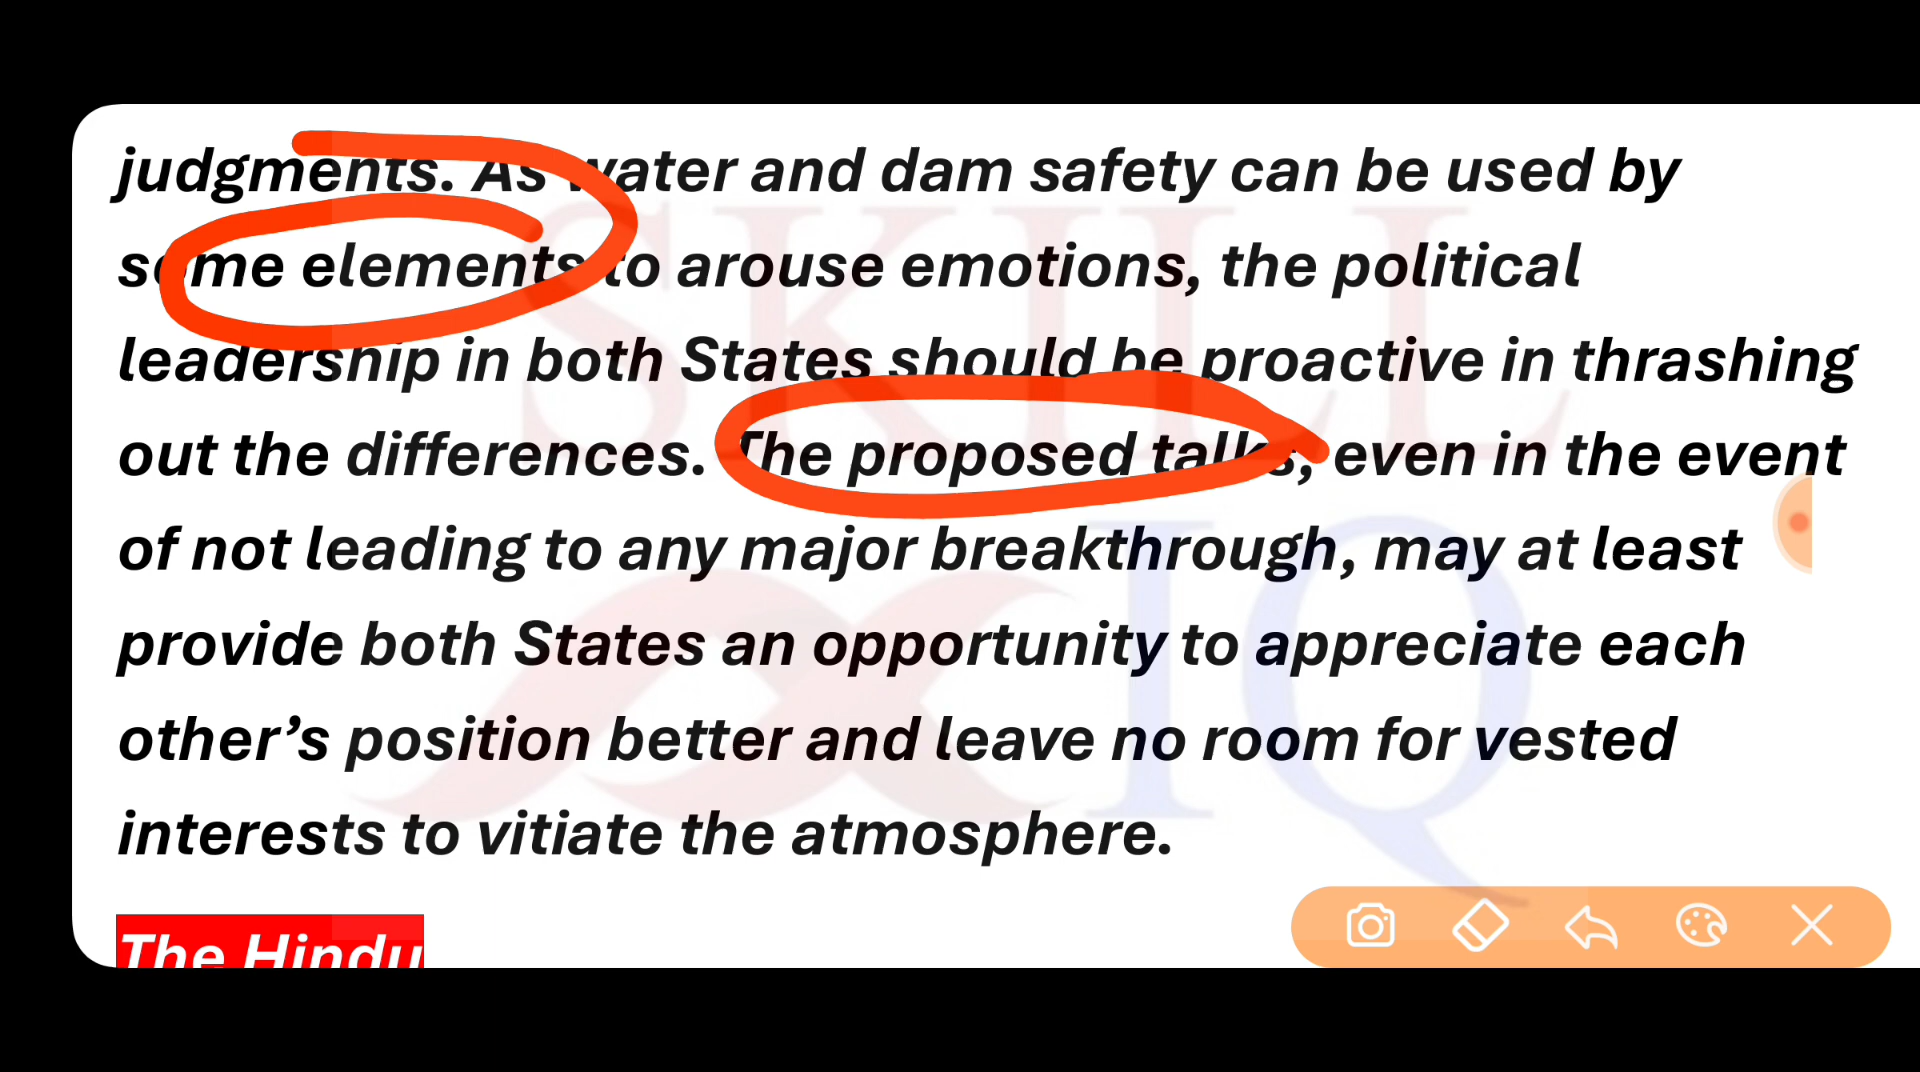 judgments. As water and dam safety can be used by
some elements to arouse emotions, the political
leadership in both States should be proactive in thrashing
out the differences. The proposed talks, even in the event
of not leading to any major breakthrough, may at least
provide both States an opportunity to appreciate each
other’s position better and leave no room for vested
interests to vitiate the atmosphere.
The Hindu
SKILL
IQ